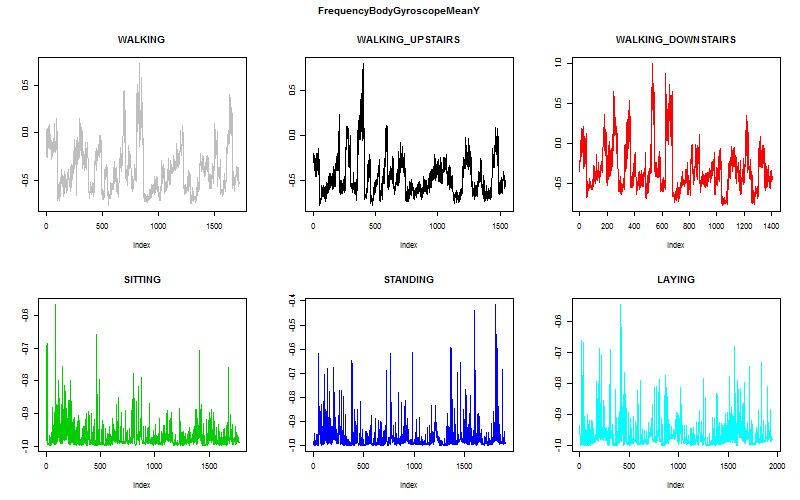 FrequencyBodyGyroscopeMeanY
WALKING
WALKING_UPSTAIRS
WALKING_DOWNSTAIRS
0.5
0.0
-0.5
0.5
0.0
-0.5
1.0
0.5
0.0
-0.5
0 500 1000 1500
0 500 1000 1500
0 200 400 600 800 1000 1200 1400
Index
Index
Index
SITTING
STANDING
LAYING
-0.6
-0.7
-0.8
-0.9
-1.0
-0.4
-0.5
-0.6
-0.7
-0.8
-0.9
-1.0
-0.6
-0.7
-0.8
-0.9
-1.0
0 500 1000 1500
0 500 1000 1500
0 500 1000 1500 2000
Index
Index
Index